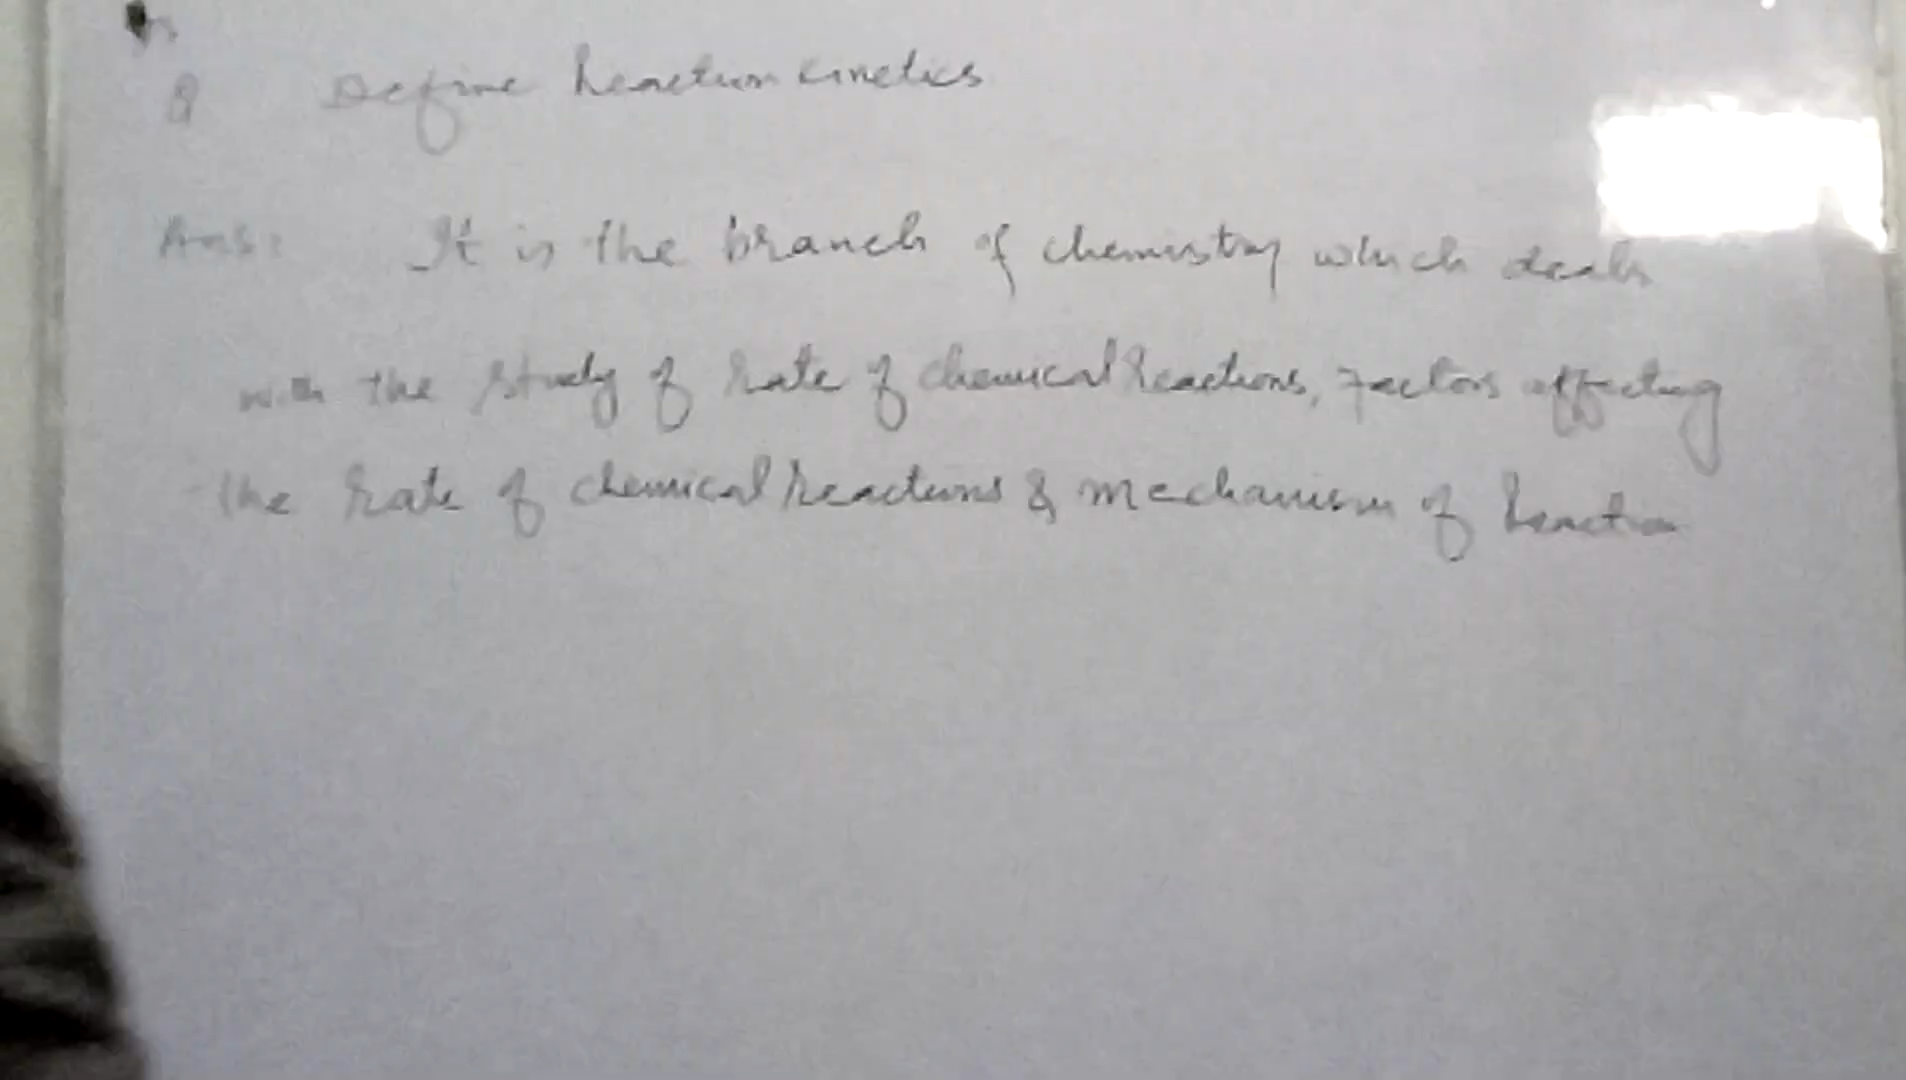 Q Define Reaction kinetics
Ans: It is the branch of chemistry which deals
with the study of rate of chemical Reactions, Factors affecting
the rate of chemical reactions & mechanism of Reaction